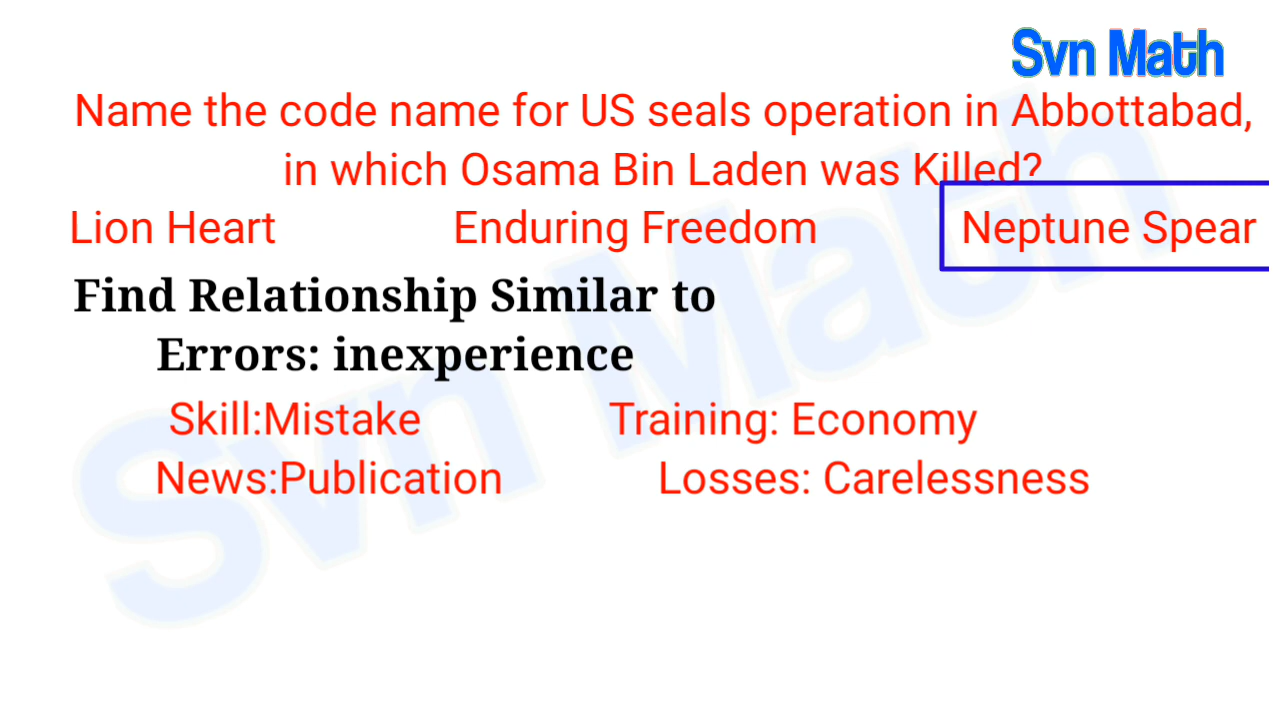 Svn Math
Name the code name for US seals operation in Abbottabad,
in which Osama Bin Laden was Killed?
Lion Heart Enduring Freedom Neptune Spear
Find Relationship Similar to
Errors: inexperience
Skill:Mistake Training: Economy
News:Publication Losses: Carelessness
Svn Math